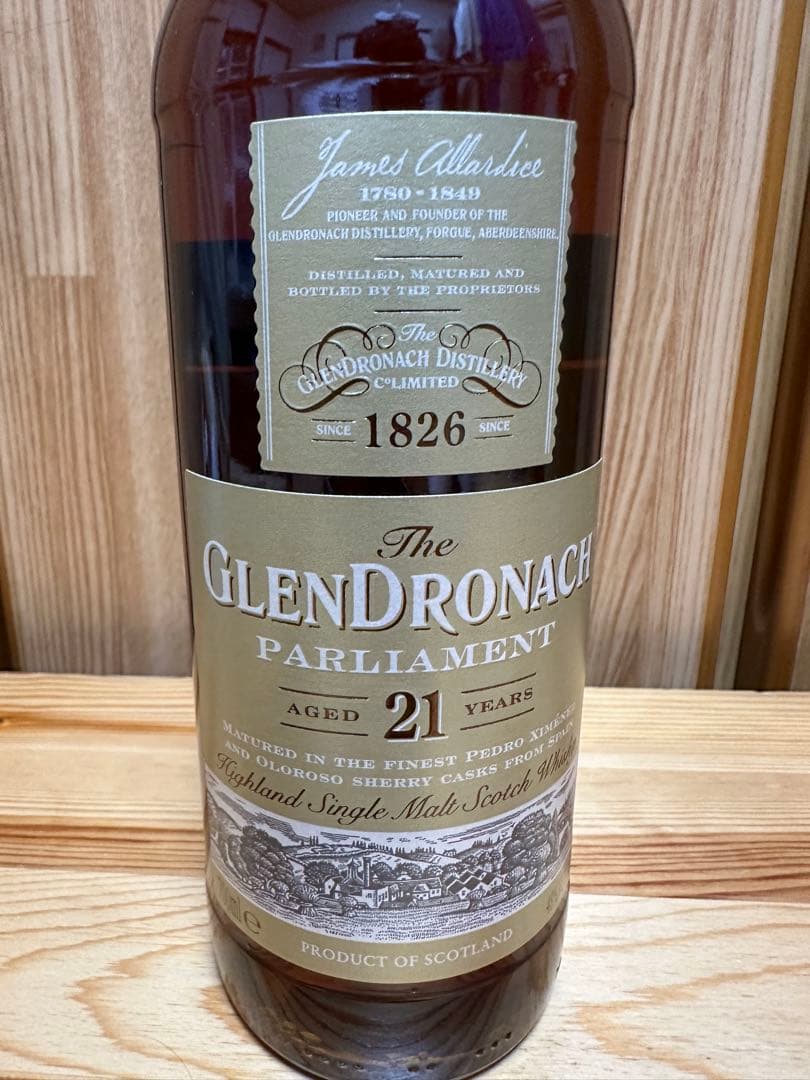 James Allardice
1780 - 1849
PIONEER AND FOUNDER OF THE
GLENDRONACH DISTILLERY, FORGUE, ABERDEENSHIRE.
DISTILLED, MATURED AND
BOTTLED BY THE PROPRIETORS
The
GLENDRONACH DISTILLERY
Co LIMITED
SINCE 1826 SINCE
The
GLENDRONACH
PARLIAMENT
AGED 21 YEARS
MATURED IN THE FINEST PEDRO XIMÉNEZ
AND OLOROSO SHERRY CASKS FROM SPAIN
Highland Single Malt Scotch Whisky
PRODUCT OF SCOTLAND